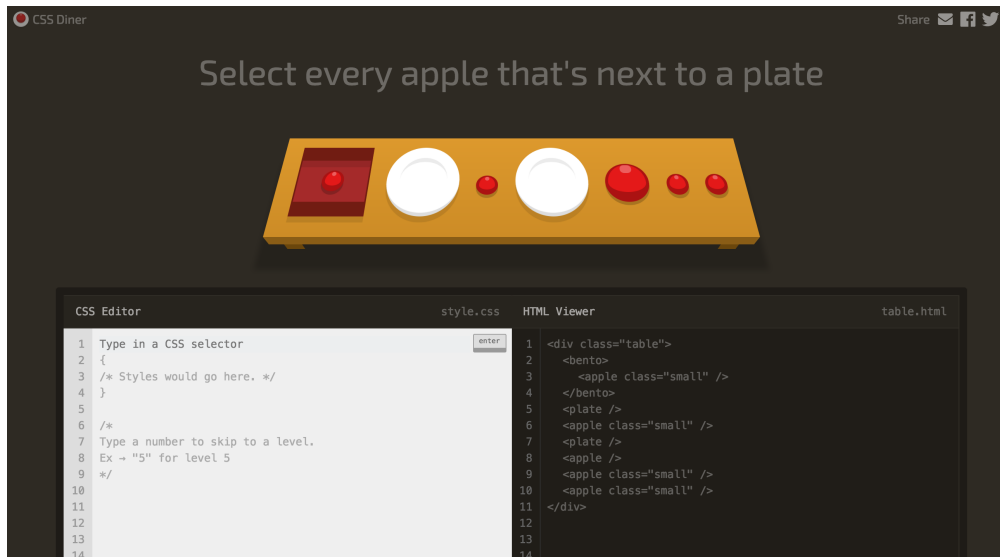 CSS Diner
Share
Select every apple that's next to a plate
CSS Editor
style.css
HTML Viewer
table.html
1 Type in a CSS selector
enter
2 {
3 /* Styles would go here. */
4 }
5
6 /*
7 Type a number to skip to a level.
8 Ex → "5" for level 5
9 */
10
11
12
13
14
1 <div class="table">
2 <bento>
3 <apple class="small" />
4 </bento>
5 <plate />
6 <apple class="small" />
7 <plate />
8 <apple />
9 <apple class="small" />
10 <apple class="small" />
11 </div>
12
13
14